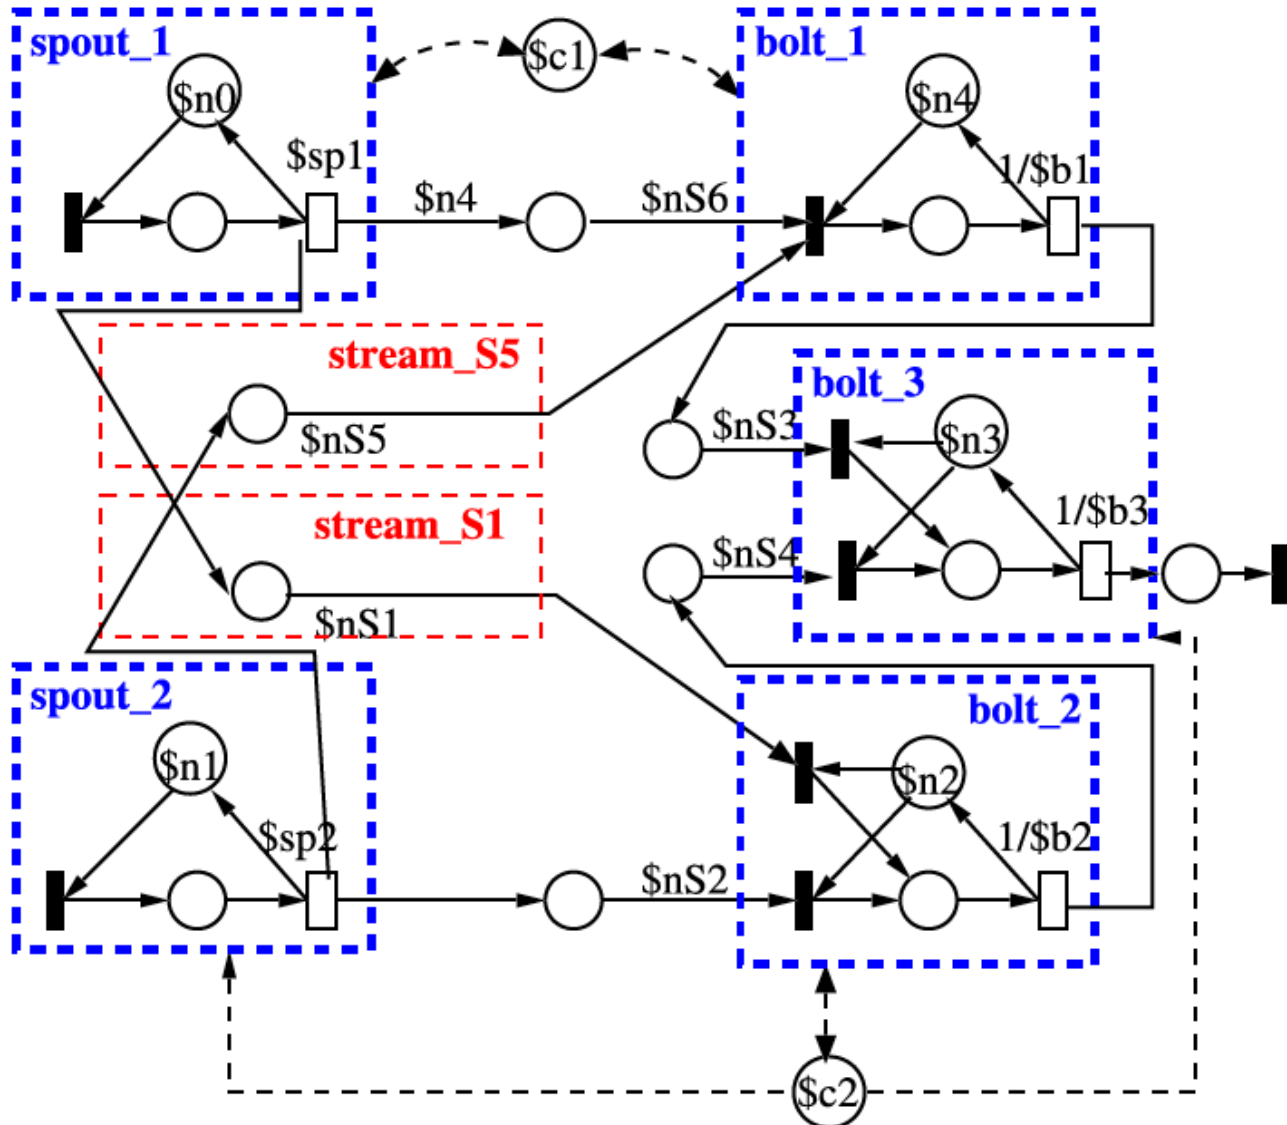 spout_1
$c1
bolt_1
$n0
$n4
$sp1
1/$b1
$n4
$nS6
stream_S5
bolt_3
$nS3
$n3
$nS5
stream_S1
1/$b3
$nS4
$nS1
spout_2
bolt_2
$n1
$n2
$sp2
1/$b2
$nS2
$c2